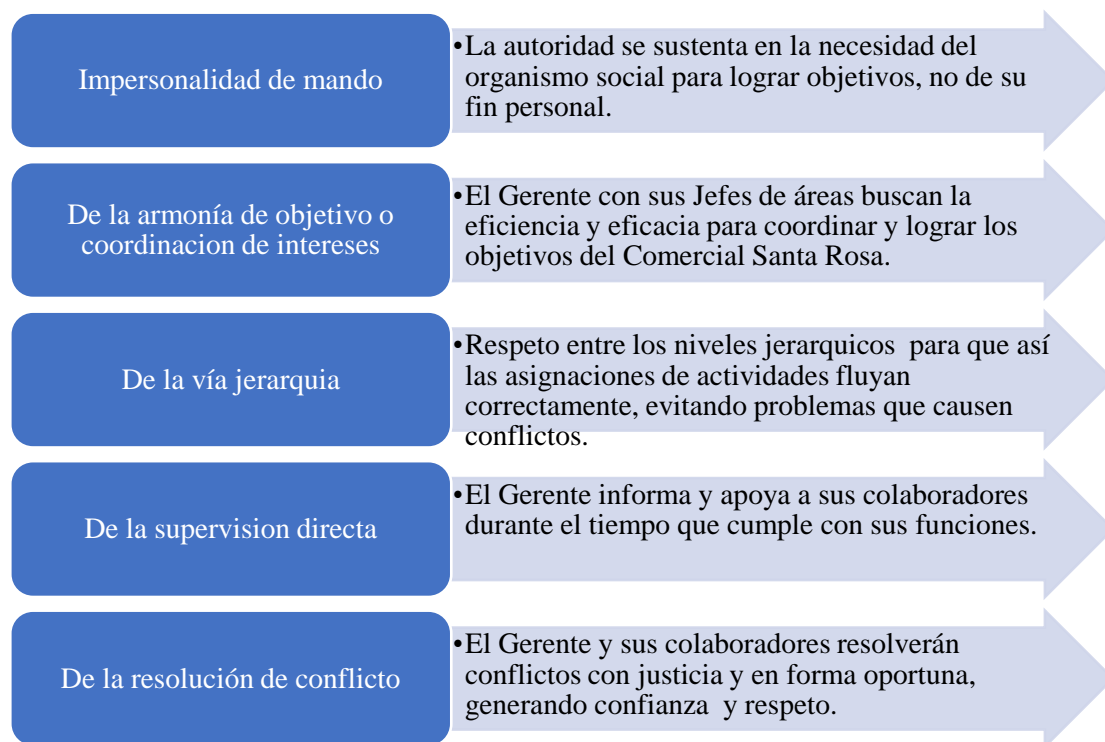 Impersonalidad de mando
•La autoridad se sustenta en la necesidad del
organismo social para lograr objetivos, no de su
fin personal.
De la armonía de objetivo o
coordinacion de intereses
•El Gerente con sus Jefes de áreas buscan la
eficiencia y eficacia para coordinar y lograr los
objetivos del Comercial Santa Rosa.
De la vía jerarquia
•Respeto entre los niveles jerarquicos para que así
las asignaciones de actividades fluyan
correctamente, evitando problemas que causen
conflictos.
De la supervision directa
•El Gerente informa y apoya a sus colaboradores
durante el tiempo que cumple con sus funciones.
De la resolución de conflicto
•El Gerente y sus colaboradores resolverán
conflictos con justicia y en forma oportuna,
generando confianza y respeto.